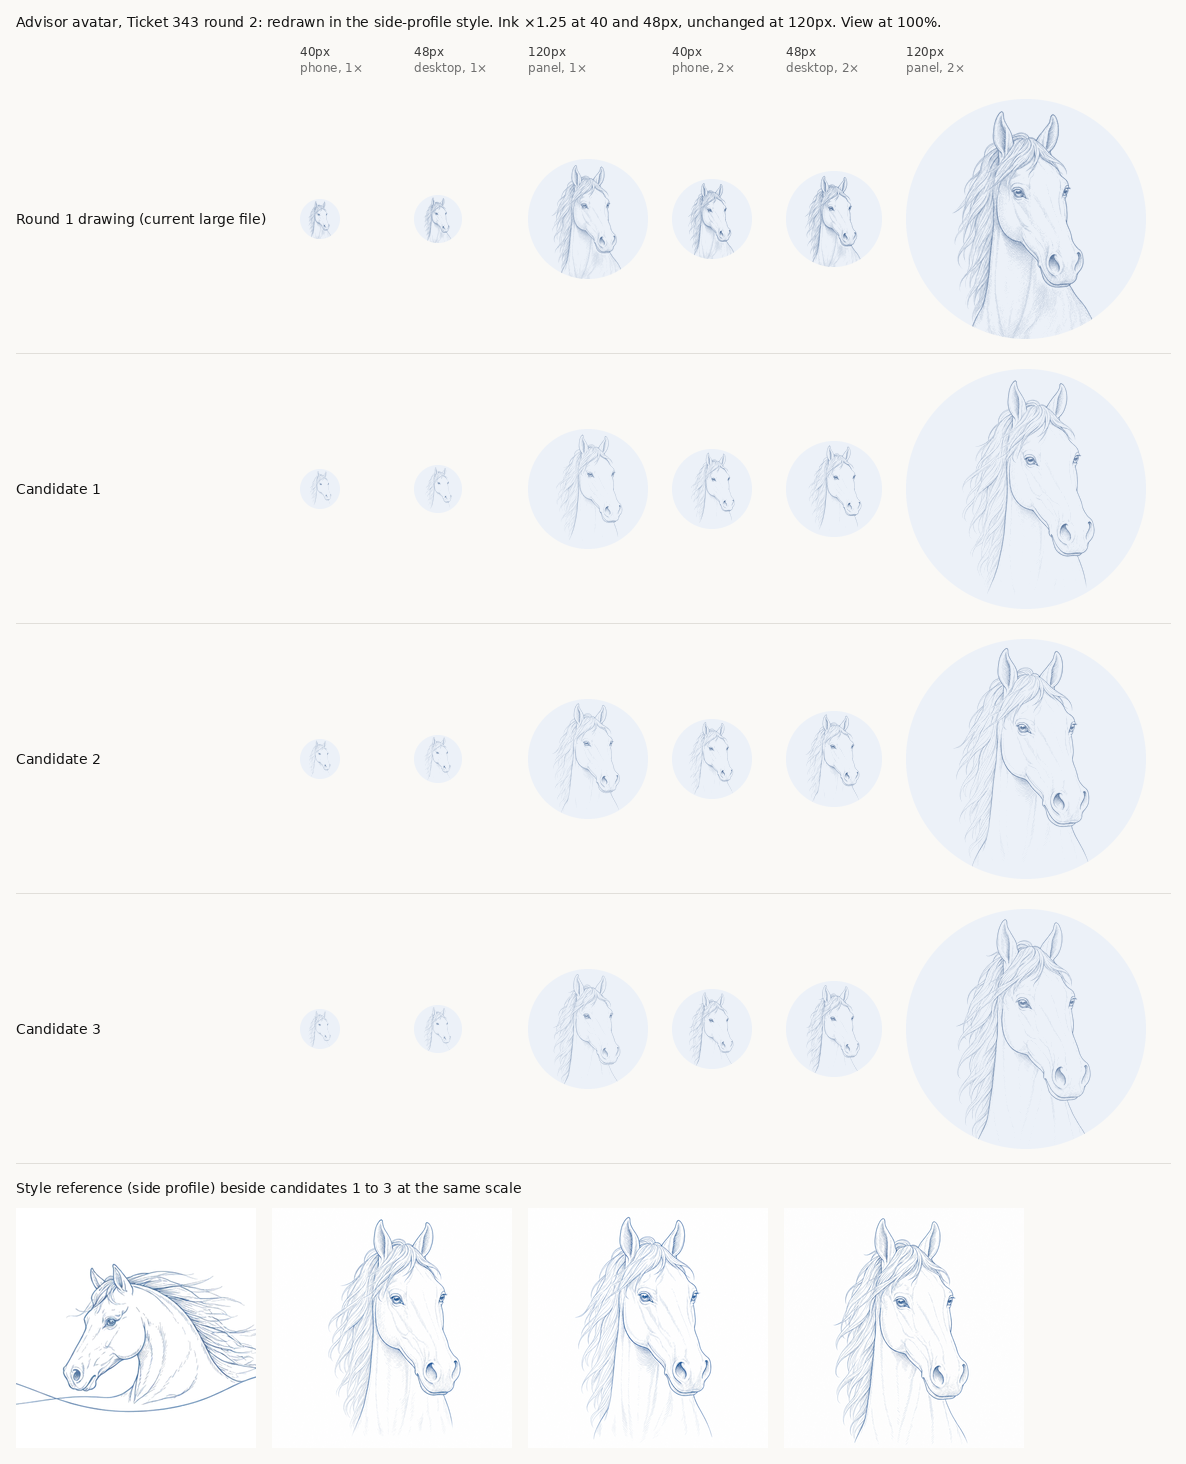 Advisor avatar, Ticket 343 round 2: redrawn in the side-profile style. Ink ×1.25 at 40 and 48px, unchanged at 120px. View at 100%.
40px 48px 120px 40px 48px 120px
phone, 1× desktop, 1× panel, 1× phone, 2× desktop, 2× panel, 2×
Round 1 drawing (current large file)
Candidate 1
Candidate 2
Candidate 3
Style reference (side profile) beside candidates 1 to 3 at the same scale